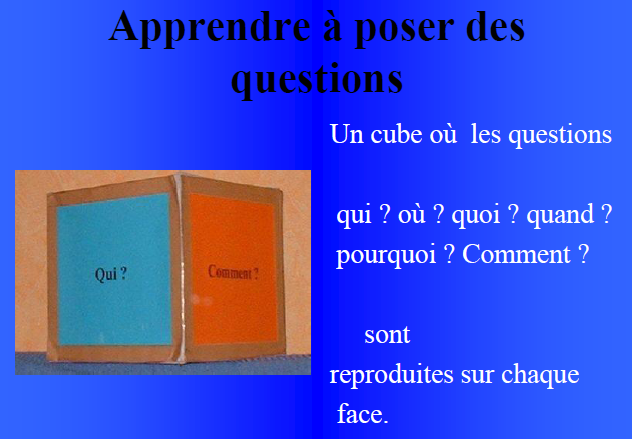 Apprendre à poser des
questions
Un cube où les questions
qui ? où ? quoi ? quand ?
pourquoi ? Comment ?
sont
reproduites sur chaque
face.
Qui ?
Comment ?